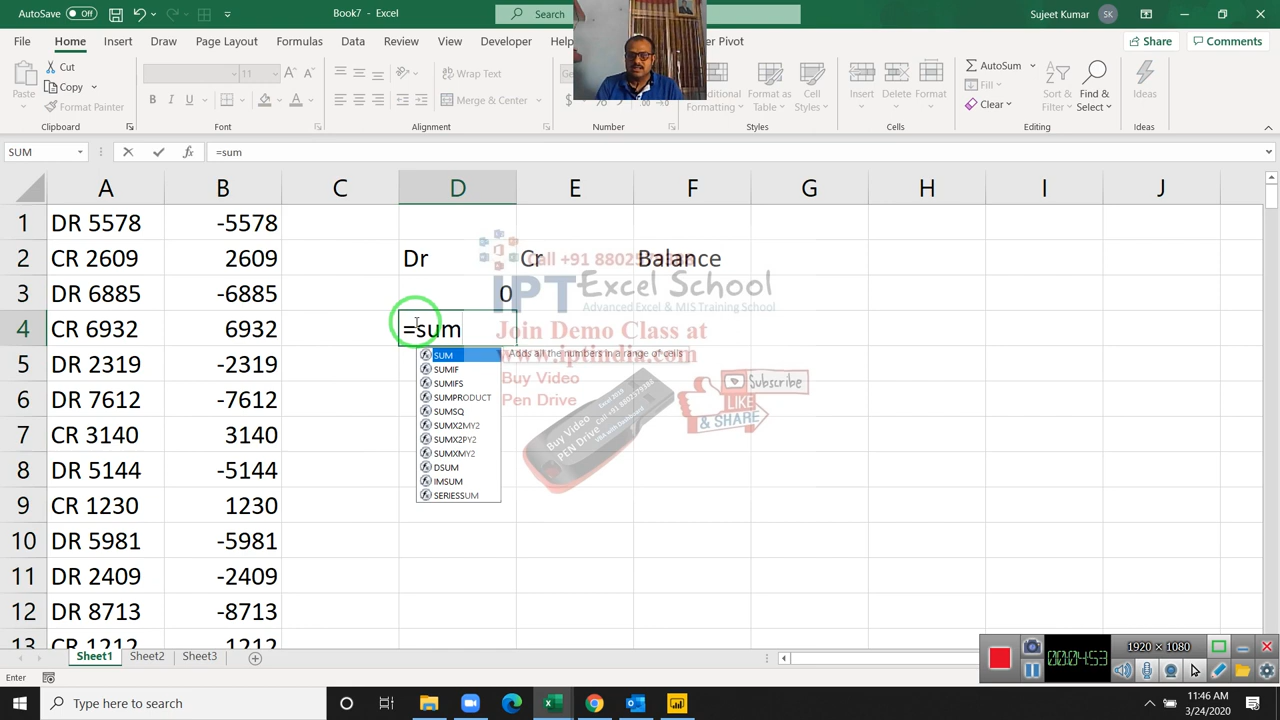 AutoSave Off
Book7 - Excel
Search
Sujeet Kumar
SK
File Home Insert Draw Page Layout Formulas Data Review View Developer
Share
Comments
Paste
Cut
Copy
Format Painter
Clipboard
11
Font
Wrap Text
Merge & Center
Alignment
Number
Formatting
Format as Table
Cell Styles
Styles
Insert Delete Format
Cells
AutoSum
Fill
Clear
Sort & Filter
Find & Select
Editing
Ideas
Ideas
SUM
=sum
A B C D E F G H I J
1 DR 5578 -5578
2 CR 2609 2609 Dr Cr Balance
3 DR 6885 -6885 0
4 CR 6932 6932 =sum
5 DR 2319 -2319
6 DR 7612 -7612
7 CR 3140 3140
8 DR 5144 -5144
9 CR 1230 1230
10 DR 5981 -5981
11 DR 2409 -2409
12 DR 8713 -8713
13 CR 1212 1212
SUM
SUMIF
SUMIFS
SUMPRODUCT
SUMSQ
SUMX2MY2
SUMX2PY2
SUMXMY2
DSUM
IMSUM
SERIESSUM
Adds all the numbers in a range of cells
IPT Excel School
Advanced Excel & MIS Training School
Join Demo Class at
www.iptindia.com
Buy Video
Pen Drive
Subscribe
LIKE
& SHARE
Sheet1 Sheet2 Sheet3
Enter
00:04:53
1920 × 1080
Type here to search
11:46 AM
3/24/2020